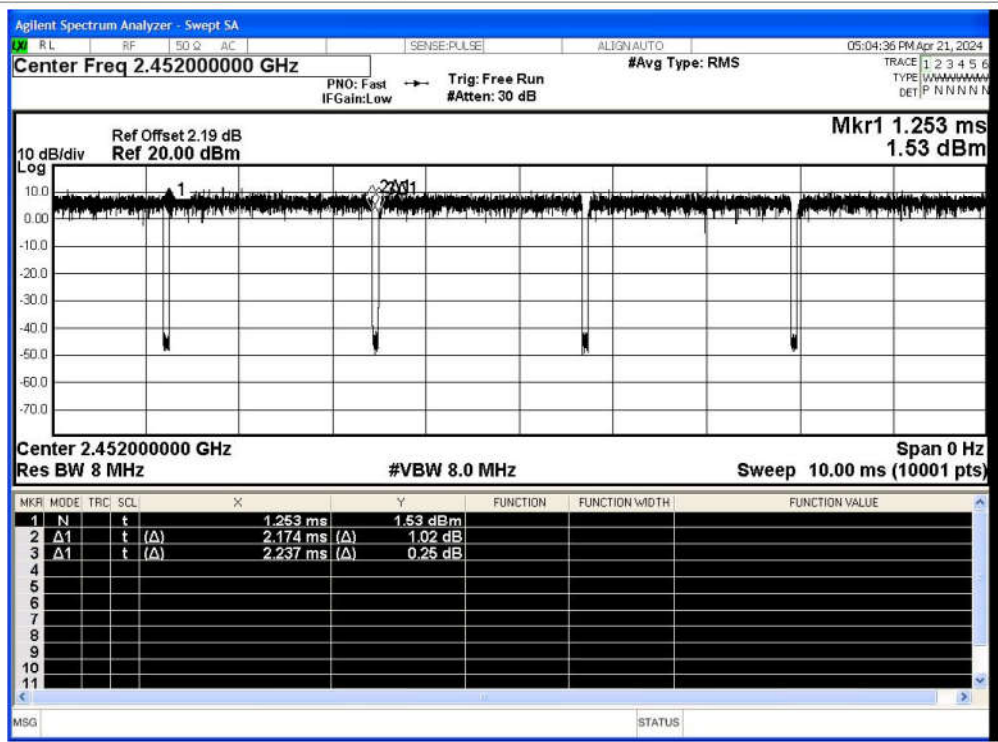 Agilent Spectrum Analyzer - Swept SA
LXI RL RF 50 Ω AC SENSE:PULSE ALIGN AUTO 05:04:36 PM Apr 21, 2024
Center Freq 2.452000000 GHz #Avg Type: RMS TRACE 1 2 3 4 5 6
PNO: Fast Trig: Free Run TYPE WWWWWW
IFGain:Low #Atten: 30 dB DET P N N N N N
Mkr1 1.253 ms
Ref Offset 2.19 dB
10 dB/div Ref 20.00 dBm 1.53 dBm
Log
10.0
0.00
-10.0
-20.0
-30.0
-40.0
-50.0
-60.0
-70.0
1
Center 2.452000000 GHz Span 0 Hz
Res BW 8 MHz #VBW 8.0 MHz Sweep 10.00 ms (10001 pts)
MKR MODE TRC SCL X Y FUNCTION FUNCTION WIDTH FUNCTION VALUE
1 N t 1.253 ms 1.53 dBm
2 Δ1 t (Δ) 2.174 ms (Δ) 1.02 dB
3 Δ1 t (Δ) 2.237 ms (Δ) 0.25 dB
4
5
6
7
8
9
10
11
MSG STATUS